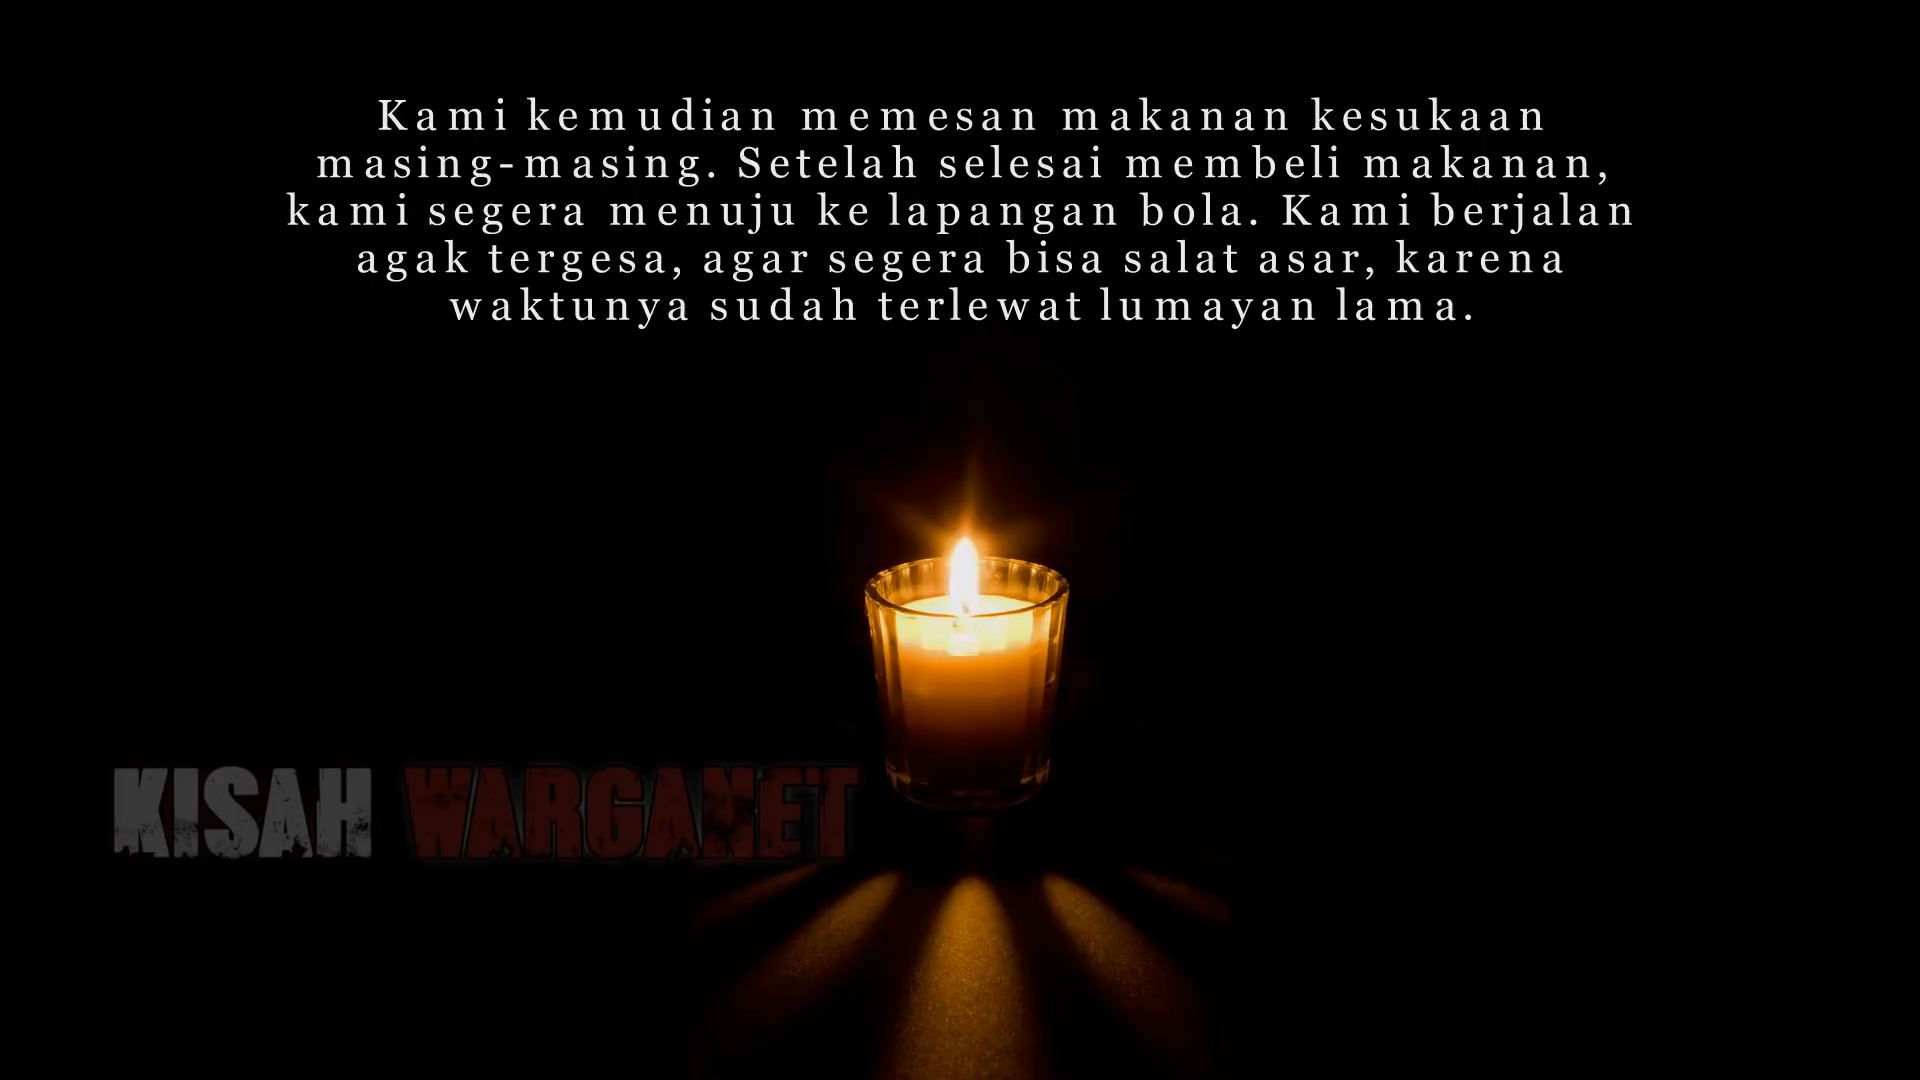 Kami kemudian memesan makanan kesukaan
masing-masing. Setelah selesai membeli makanan,
kami segera menuju ke lapangan bola. Kami berjalan
agak tergesa, agar segera bisa salat asar, karena
waktunya sudah terlewat lumayan lama.
KISAH WARGANET